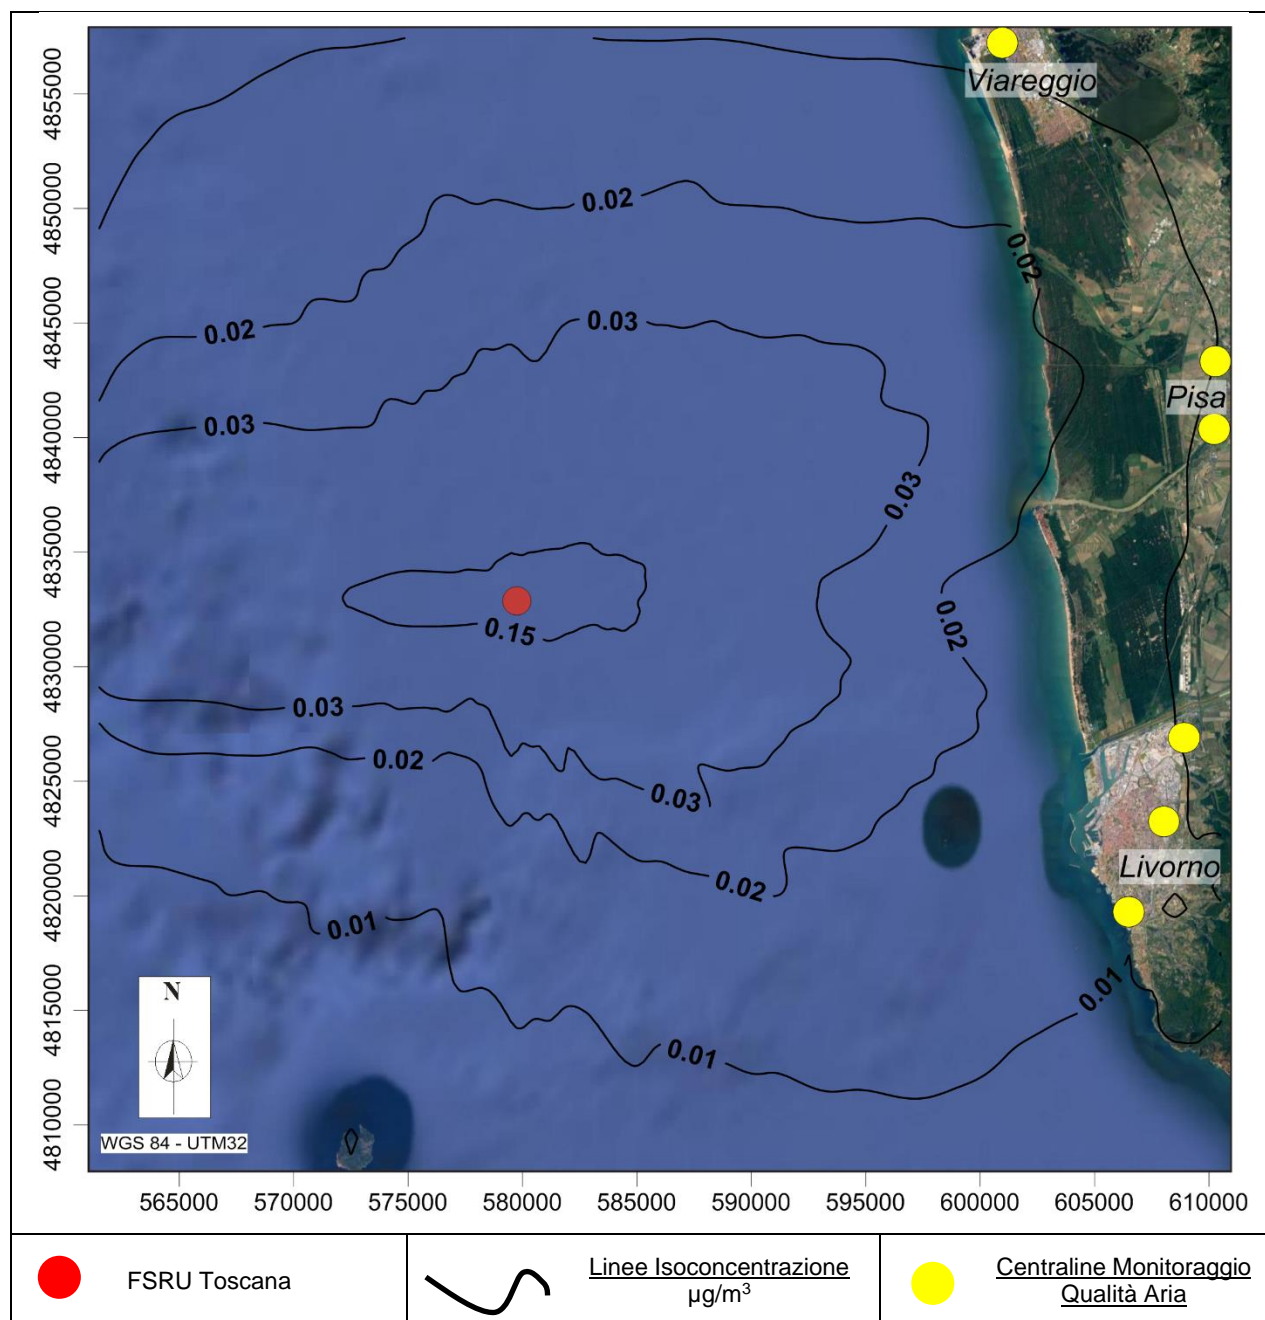 4855000
4850000
4845000
4840000
4835000
4830000
4825000
4820000
4815000
4810000
Viareggio
0.02
0.02
0.02
0.03
0.03
Pisa
0.03
0.15
0.02
0.03
0.02
0.03
0.02
Livorno
0.01
0.01
0.01
N
WGS 84 - UTM32
565000 570000 575000 580000 585000 590000 595000 600000 605000 610000
FSRU Toscana
Linee Isoconcentrazione
µg/m³
Centraline Monitoraggio
Qualità Aria